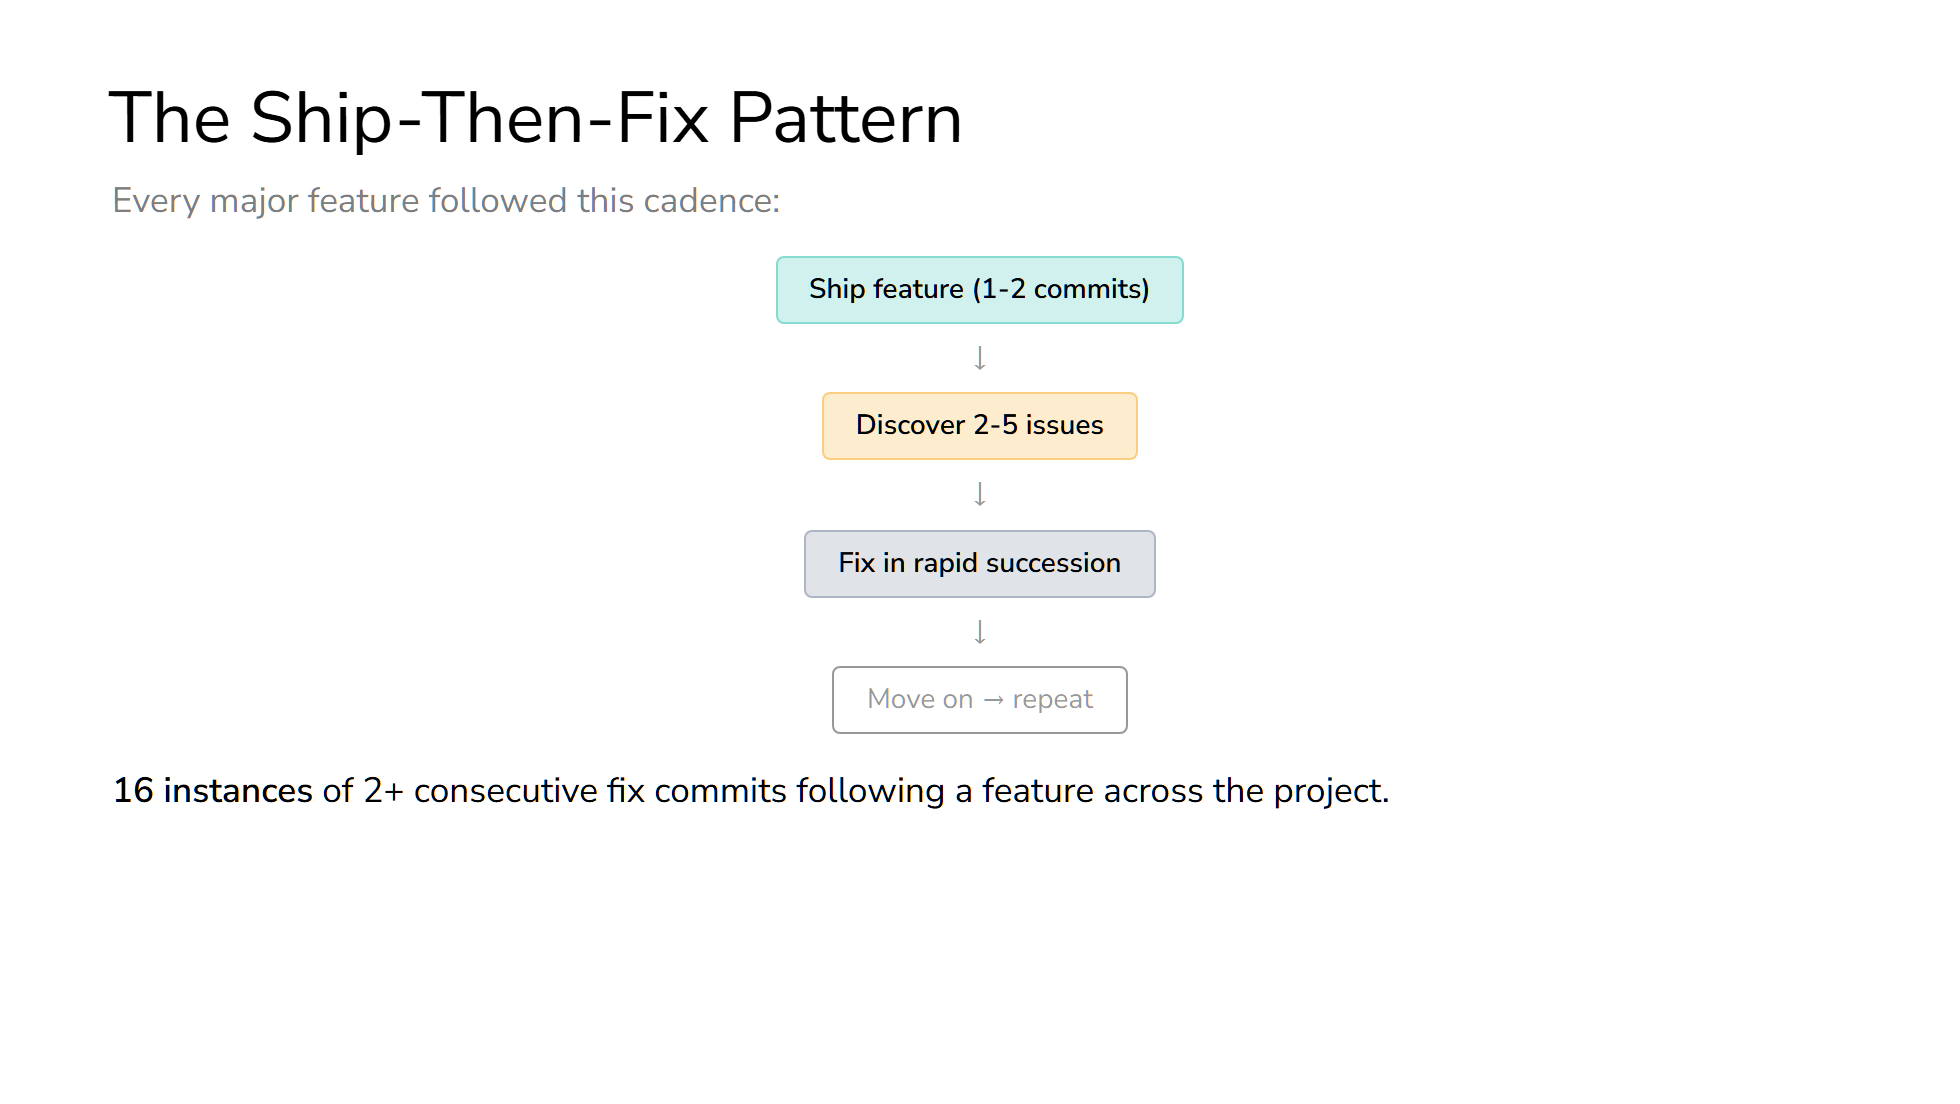 The Ship-Then-Fix Pattern
Every major feature followed this cadence:
Ship feature (1-2 commits)
↓
Discover 2-5 issues
↓
Fix in rapid succession
↓
Move on → repeat
16 instances of 2+ consecutive fix commits following a feature across the project.